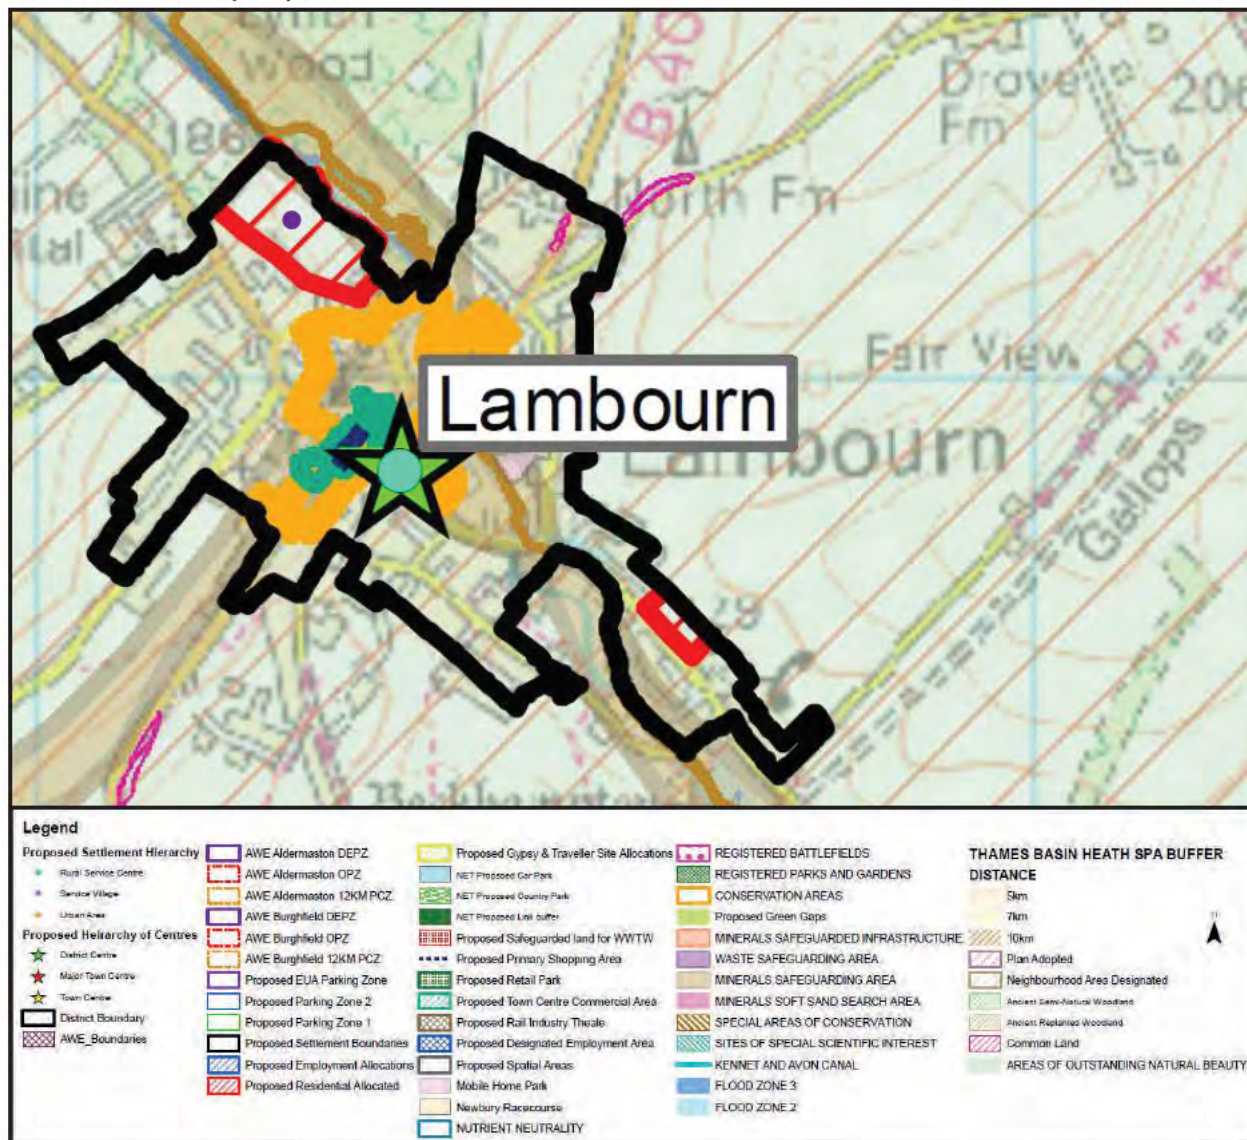 wood
B 40
Drove
Fm
206
186
North Fm
Fair View
Lambourn
Lambourn
Gallops
Legend
Proposed Settlement Hierarchy
Rural Service Centre
Service Village
Urban Area
Proposed Heirarchy of Centres
District Centre
Major Town Centre
Town Centre
District Boundary
AWE_Boundaries
AWE Aldermaston DEPZ
AWE Aldermaston OPZ
AWE Aldermaston 12KM PCZ
AWE Burghfield DEPZ
AWE Burghfield OPZ
AWE Burghfield 12KM PCZ
Proposed EUA Parking Zone
Proposed Parking Zone 2
Proposed Parking Zone 1
Proposed Settlement Boundaries
Proposed Employment Allocations
Proposed Residential Allocated
Proposed Gypsy & Traveller Site Allocations
NET Proposed Car Park
NET Proposed Country Park
NET Proposed Link buffer
Proposed Safeguarded land for WWTW
Proposed Primary Shopping Area
Proposed Retail Park
Proposed Town Centre Commercial Area
Proposed Rail Industry Theale
Proposed Designated Employment Area
Proposed Spatial Areas
Mobile Home Park
Newbury Racecourse
NUTRIENT NEUTRALITY
REGISTERED BATTLEFIELDS
REGISTERED PARKS AND GARDENS
CONSERVATION AREAS
Proposed Green Gaps
MINERALS SAFEGUARDED INFRASTRUCTURE
WASTE SAFEGUARDING AREA
MINERALS SAFEGUARDING AREA
MINERALS SOFT SAND SEARCH AREA
SPECIAL AREAS OF CONSERVATION
SITES OF SPECIAL SCIENTIFIC INTEREST
KENNET AND AVON CANAL
FLOOD ZONE 3
FLOOD ZONE 2
THAMES BASIN HEATH SPA BUFFER
DISTANCE
5km
7km
10km
Plan Adopted
Neighbourhood Area Designated
Ancient Semi-Natural Woodland
Ancient Replanted Woodland
Common Land
AREAS OF OUTSTANDING NATURAL BEAUTY